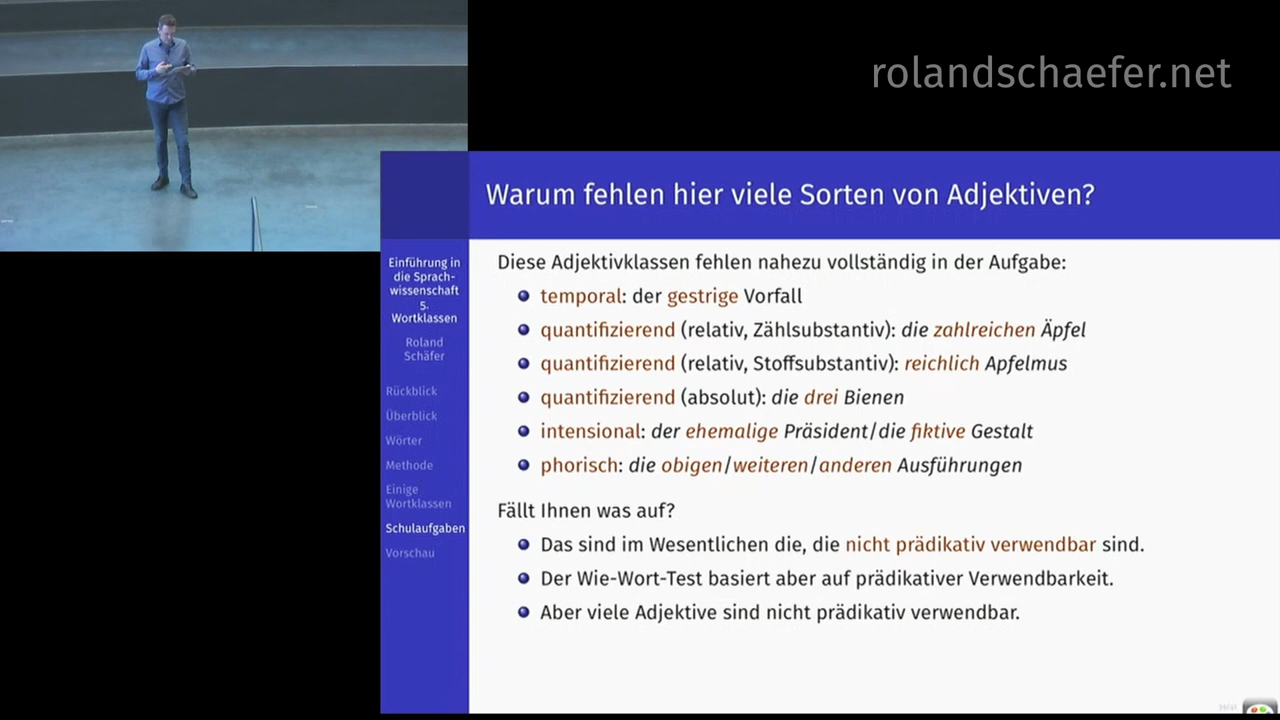 rolandschaefer.net
Warum fehlen hier viele Sorten von Adjektiven?
Einführung in
die Sprach-
wissenschaft
5.
Wortklassen
Roland
Schäfer
Rückblick
Überblick
Wörter
Methode
Einige
Wortklassen
Schulaufgaben
Vorschau
Diese Adjektivklassen fehlen nahezu vollständig in der Aufgabe:
temporal: der gestrige Vorfall
quantifizierend (relativ, Zählsubstantiv): die zahlreichen Äpfel
quantifizierend (relativ, Stoffsubstantiv): reichlich Apfelmus
quantifizierend (absolut): die drei Bienen
intensional: der ehemalige Präsident/die fiktive Gestalt
phorisch: die obigen/weiteren/anderen Ausführungen
Fällt Ihnen was auf?
Das sind im Wesentlichen die, die nicht prädikativ verwendbar sind.
Der Wie-Wort-Test basiert aber auf prädikativer Verwendbarkeit.
Aber viele Adjektive sind nicht prädikativ verwendbar.